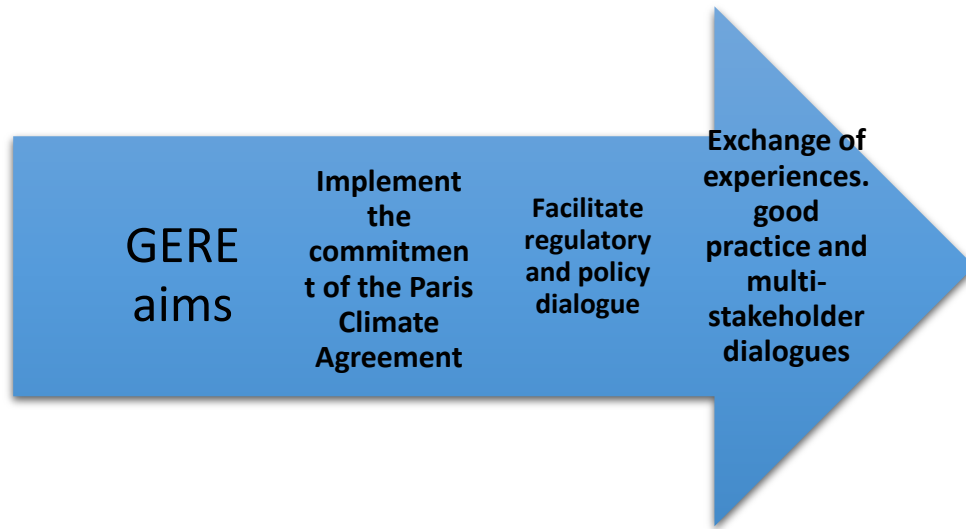 GERE
aims
Implement
the
commitmen
t of the Paris
Climate
Agreement
Facilitate
regulatory
and policy
dialogue
Exchange of
experiences.
good
practice and
multi-
stakeholder
dialogues